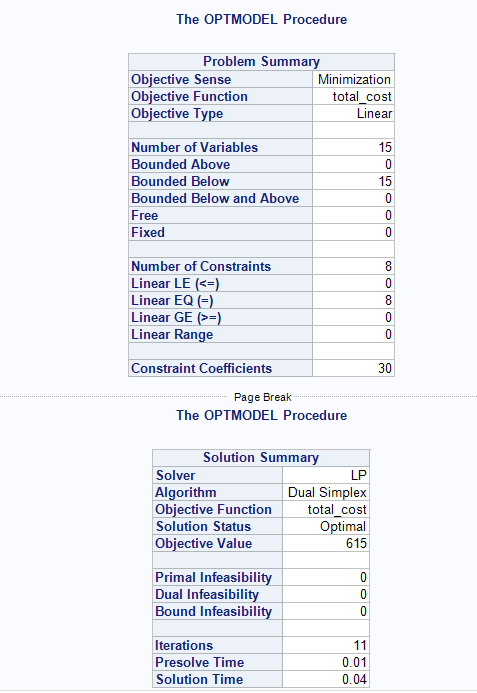 The OPTMODEL Procedure
Problem Summary
Objective Sense Minimization
Objective Function total_cost
Objective Type Linear
Number of Variables 15
Bounded Above 0
Bounded Below 15
Bounded Below and Above 0
Free 0
Fixed 0
Number of Constraints 8
Linear LE (<=) 0
Linear EQ (=) 8
Linear GE (>=) 0
Linear Range 0
Constraint Coefficients 30
Page Break
The OPTMODEL Procedure
Solution Summary
Solver LP
Algorithm Dual Simplex
Objective Function total_cost
Solution Status Optimal
Objective Value 615
Primal Infeasibility 0
Dual Infeasibility 0
Bound Infeasibility 0
Iterations 11
Presolve Time 0.01
Solution Time 0.04